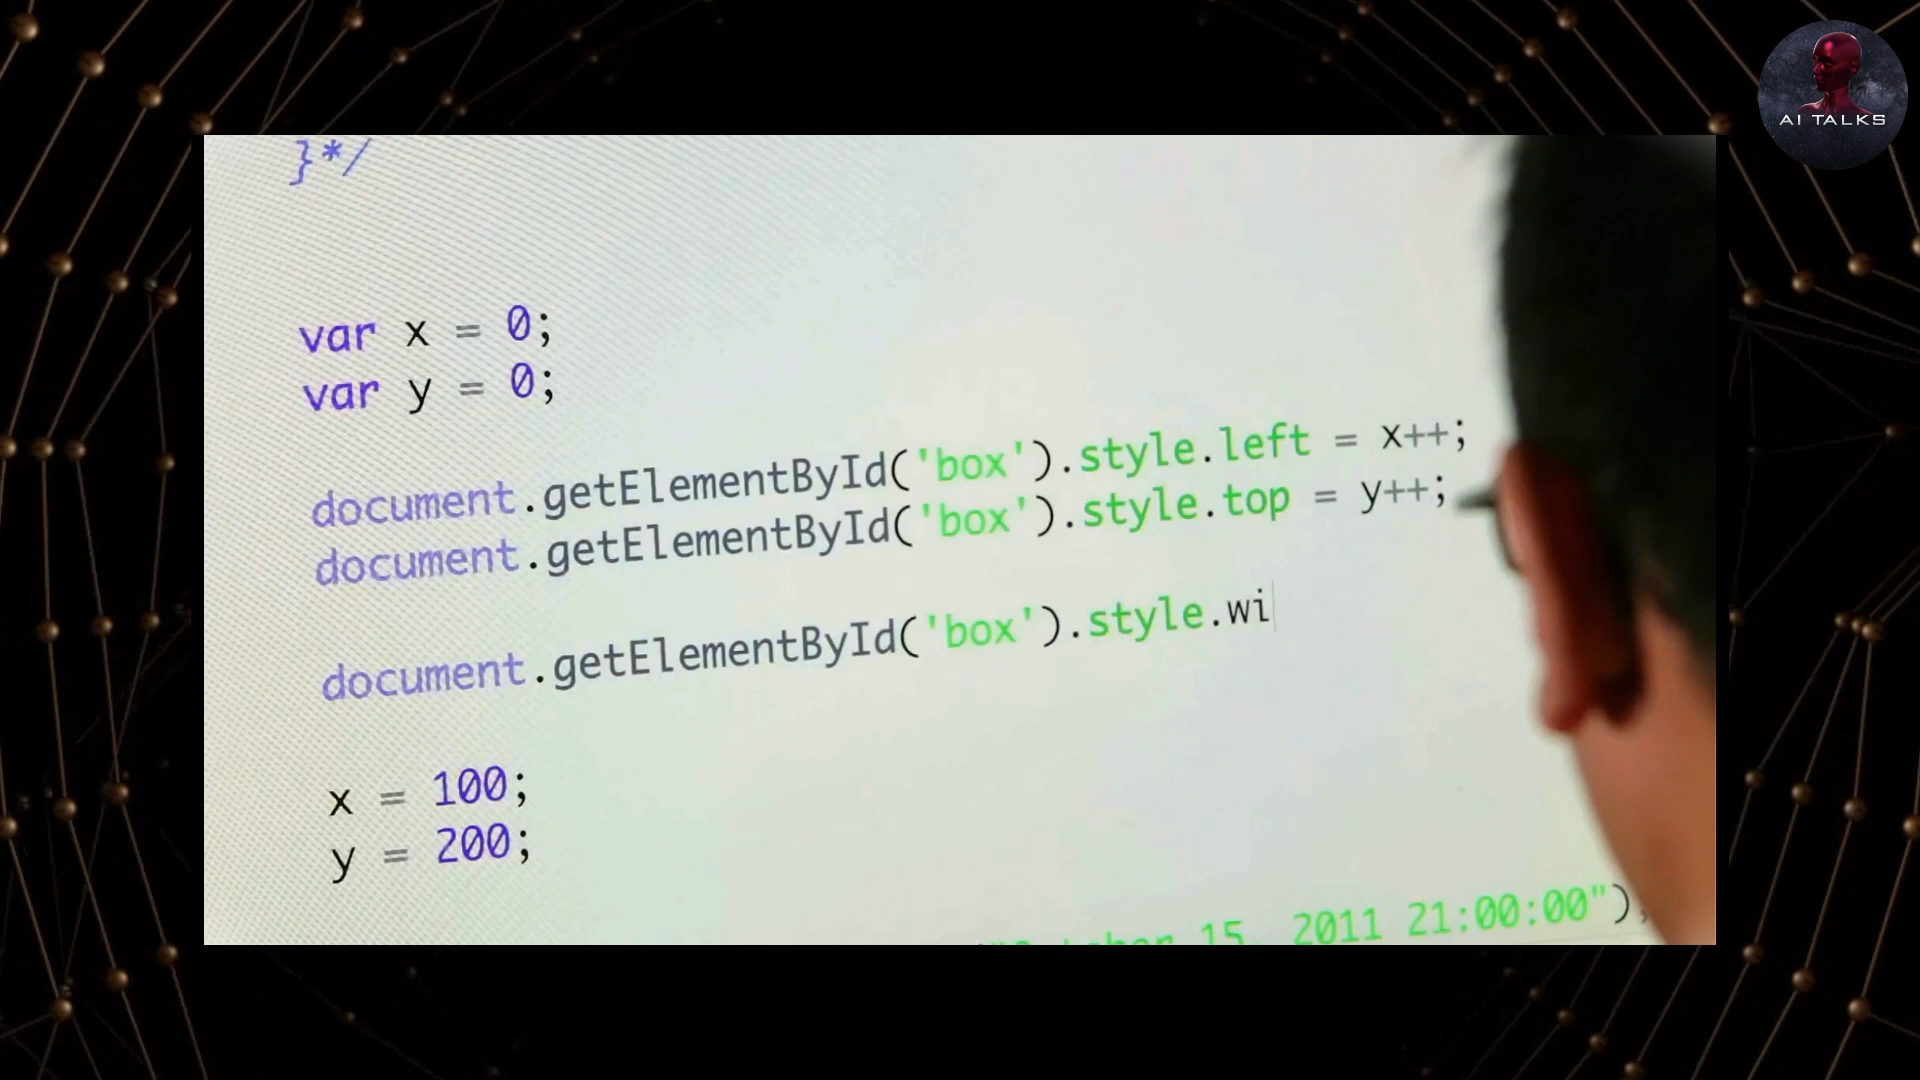 AI TALKS
}*/
var x = 0;
var y = 0;
document.getElementById('box').style.left = x++;
document.getElementById('box').style.top = y++;
document.getElementById('box').style.wi
x = 100;
y = 200;
15, 2011 21:00:00");